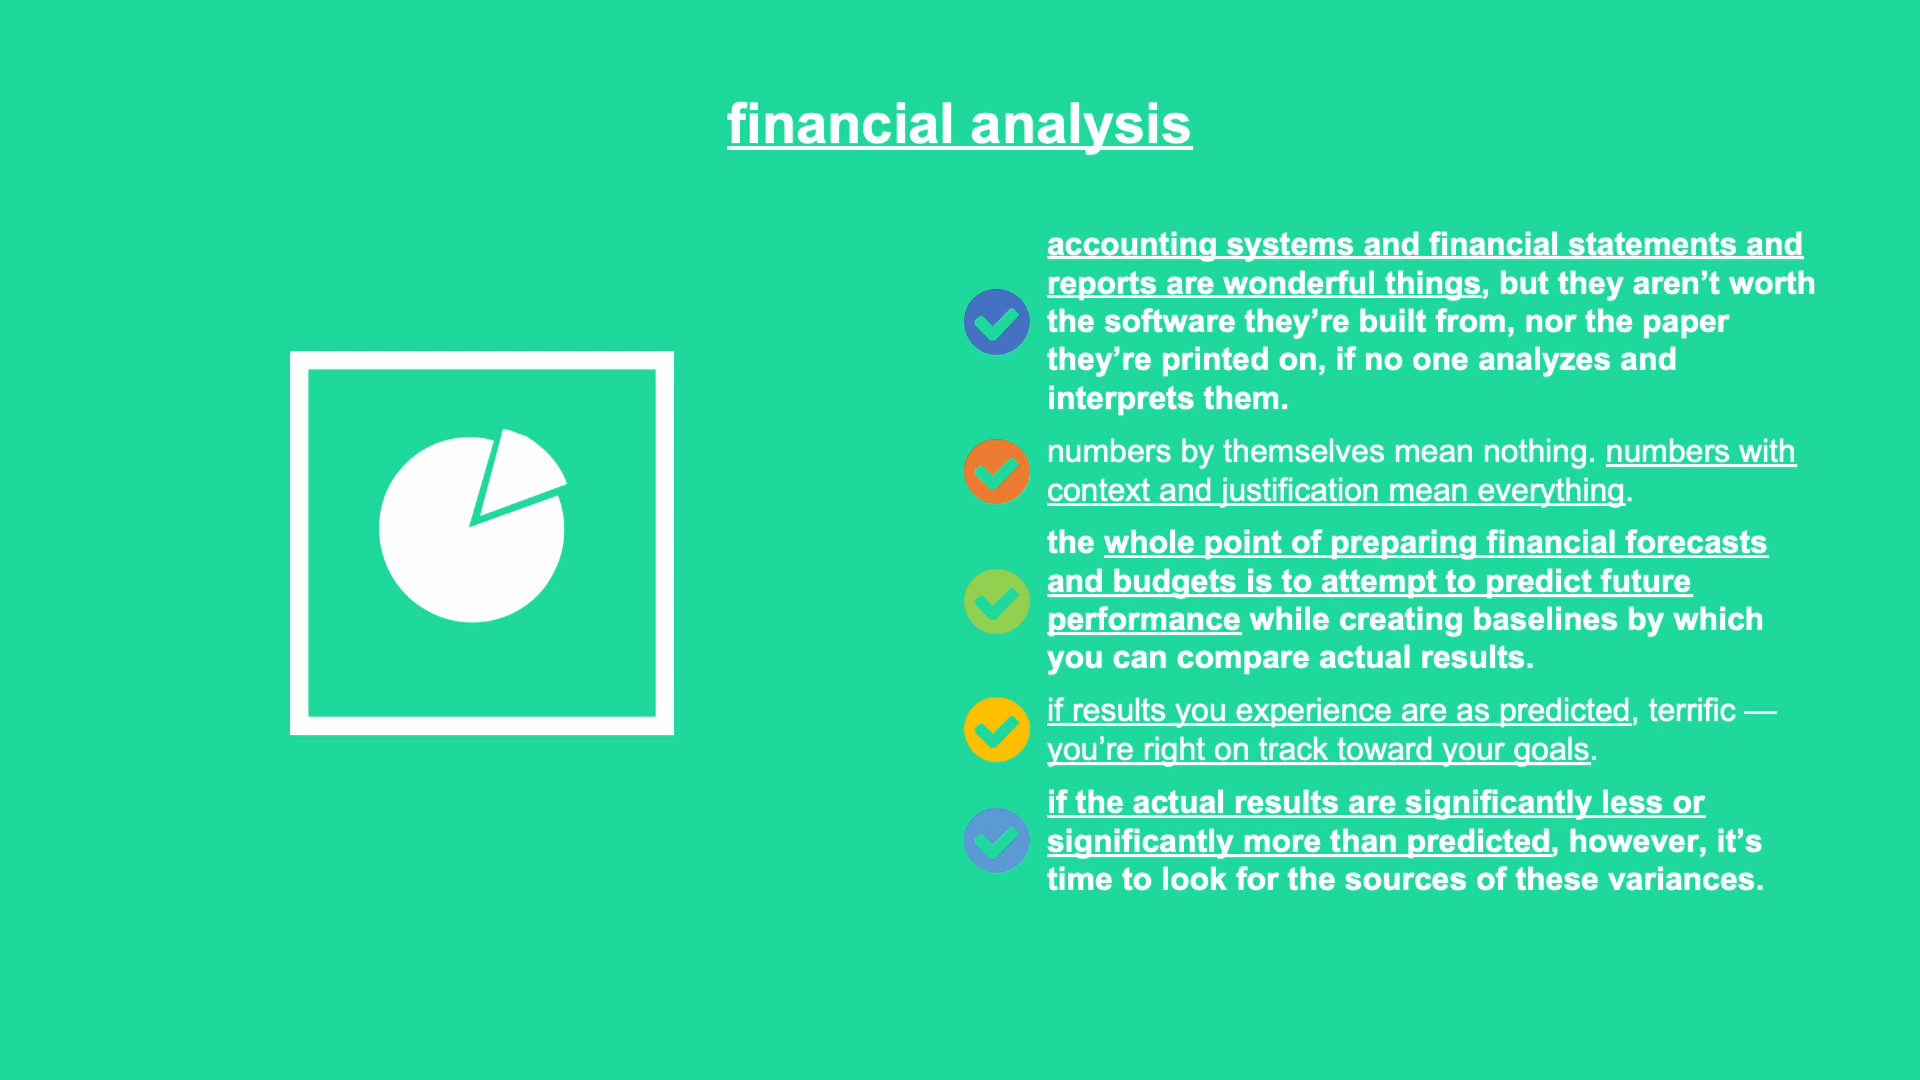 financial analysis
accounting systems and financial statements and
reports are wonderful things, but they aren’t worth
the software they’re built from, nor the paper
they’re printed on, if no one analyzes and
interprets them.
numbers by themselves mean nothing. numbers with
context and justification mean everything.
the whole point of preparing financial forecasts
and budgets is to attempt to predict future
performance while creating baselines by which
you can compare actual results.
if results you experience are as predicted, terrific —
you’re right on track toward your goals.
if the actual results are significantly less or
significantly more than predicted, however, it’s
time to look for the sources of these variances.